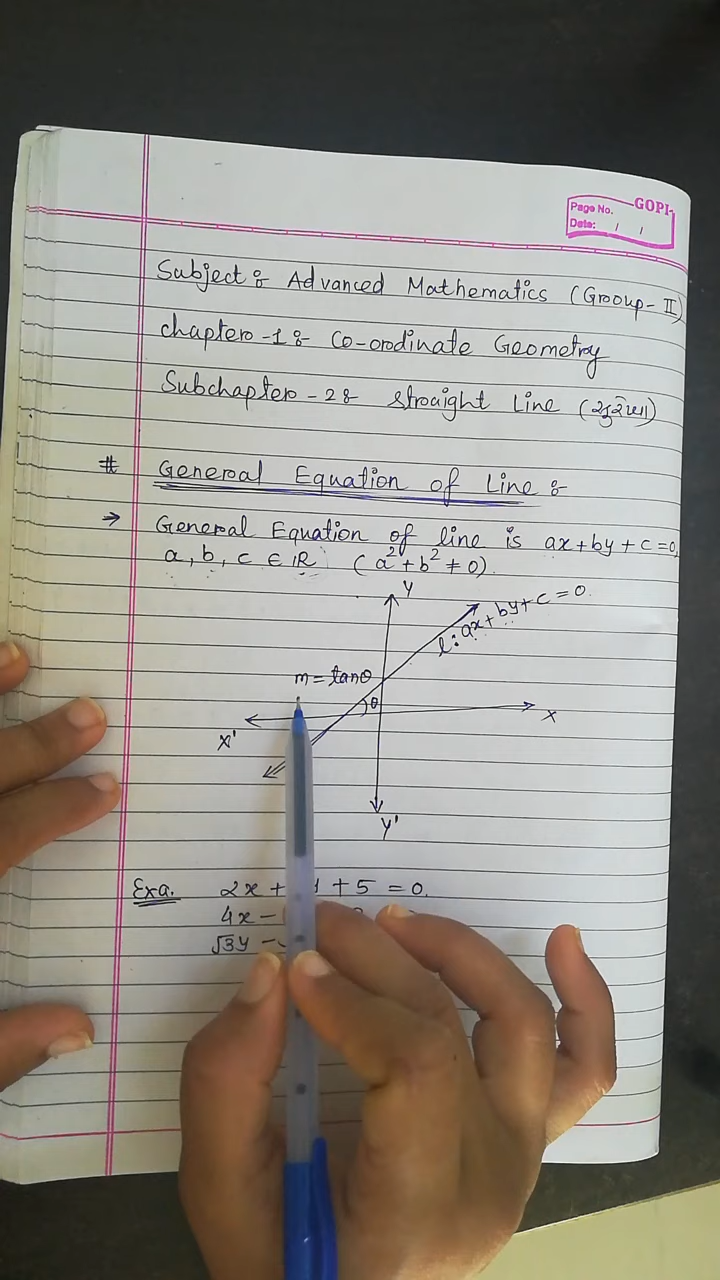 GOPI
Page No.
Date: / /
Subject :- Advanced Mathematics (Group-II)
chapter-1 :- Co-ordinate Geometry
Subchapter-2 :- straight Line (સુરેખા)
# General Equation of Line :-
→ General Equation of line is ax+by+c=0,
a, b, c ∈ IR (a²+b²≠0).
Y
l: ax+by+c=0.
m=tanθ
θ
X' X
Y'
Exa. 2x + + 5 = 0.
4x -
√3y -